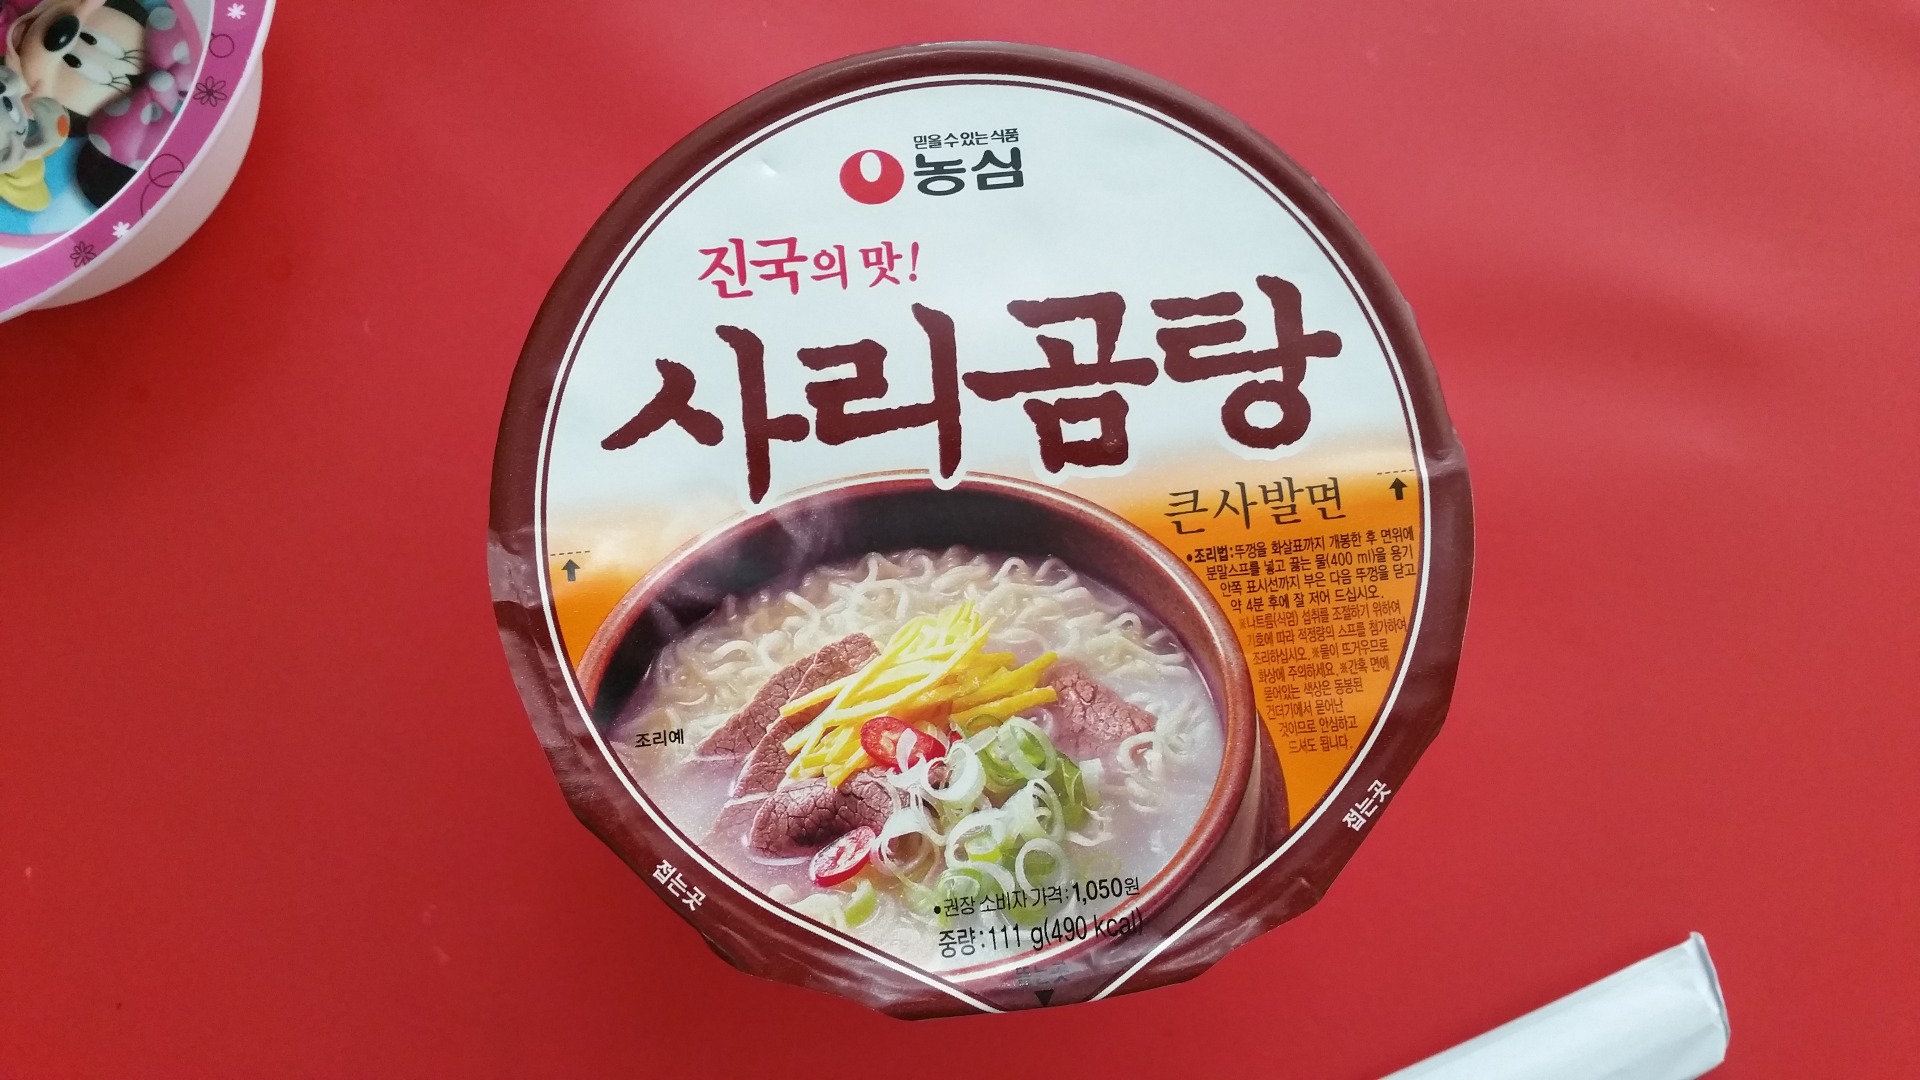 믿을 수 있는 식품
농심
진국의 맛!
사리곰탕
큰사발면
•조리법:뚜껑을 화살표까지 개봉한 후 면위에
분말스프를 넣고 끓는 물(400 ml)을 용기
안쪽 표시선까지 부은 다음 뚜껑을 닫고
약 4분 후에 잘 저어 드십시오.
※나트륨(식염) 섭취를 조절하기 위하여
기호에 따라 적정량의 스프를 첨가하여
조리하십시오.※물이 뜨거우므로
화상에 주의하세요.※간혹 면에
묻어있는 색상은 동봉된
건더기에서 묻어난
것이므로 안심하고
드셔도 됩니다.
조리예
접는곳
접는곳
•권장 소비자 가격:1,050원
중량:111 g(490 kcal)
뜯는곳